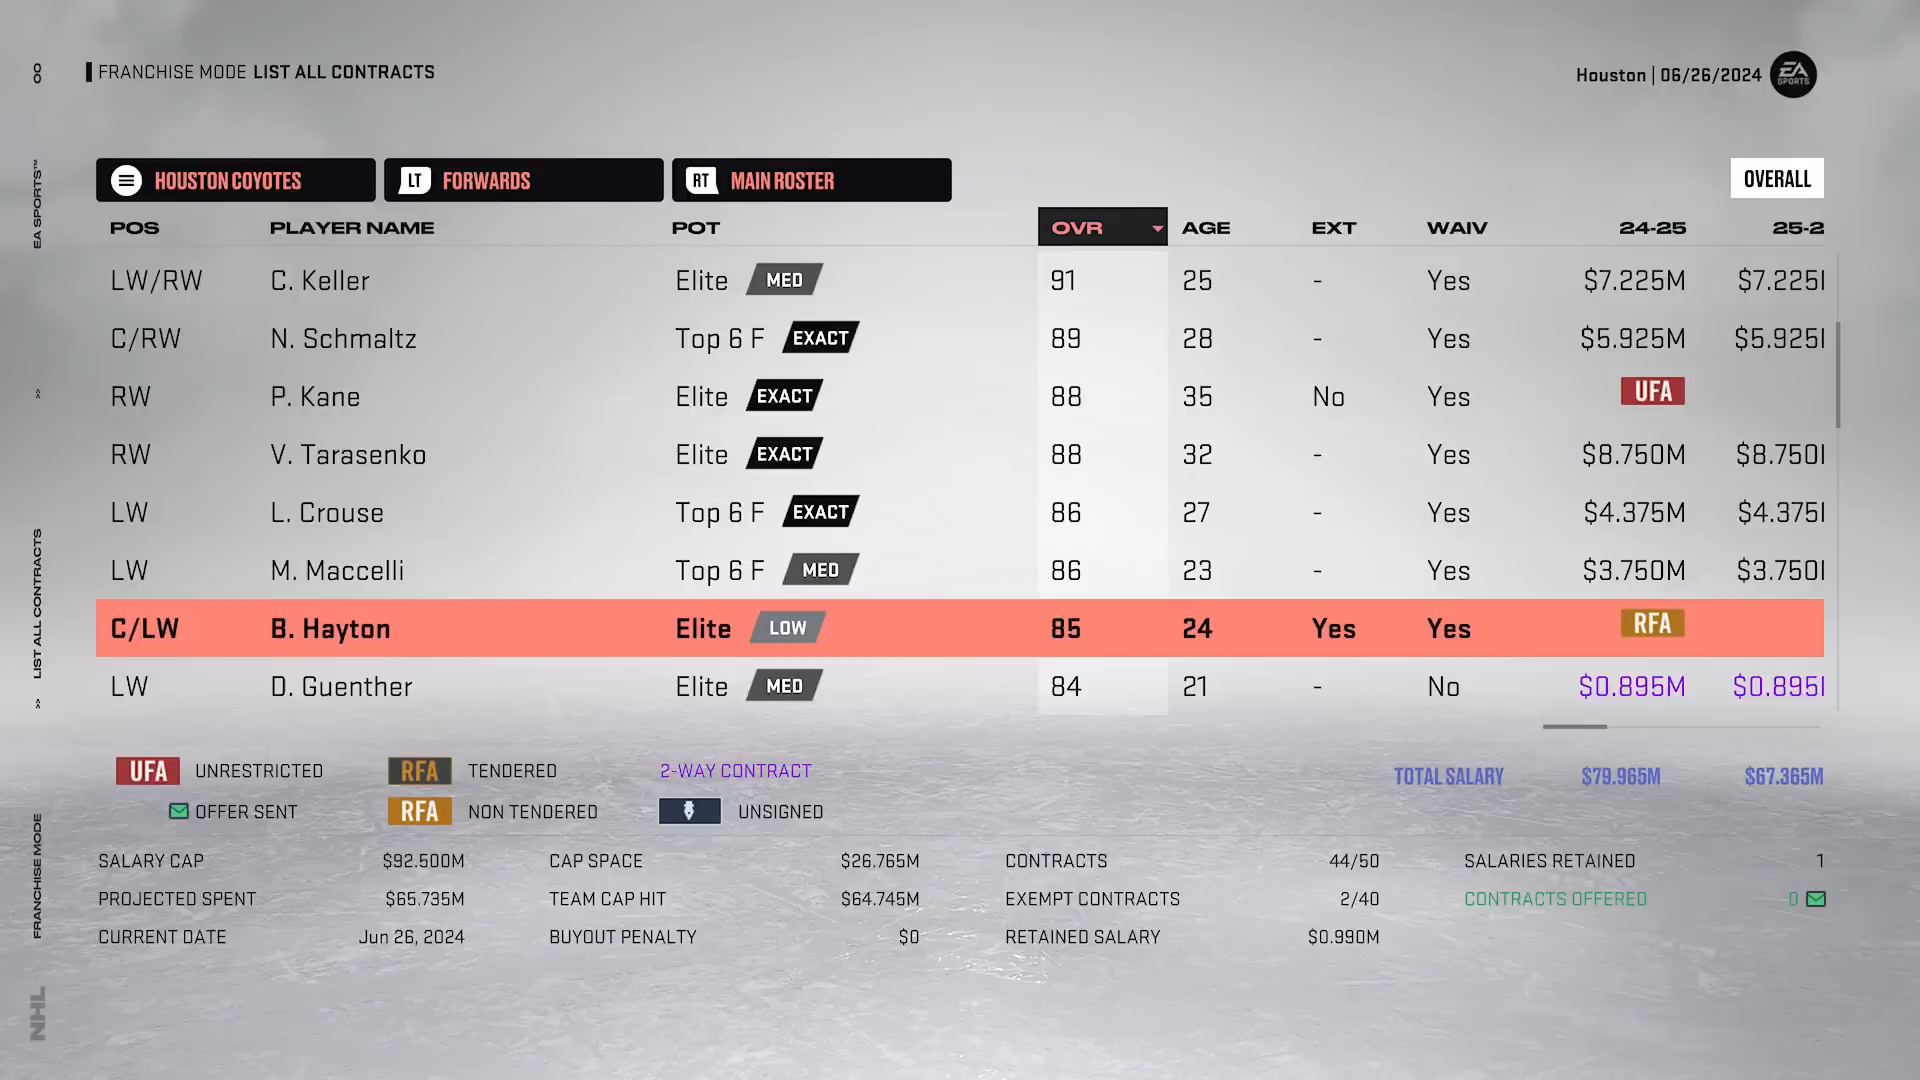 FRANCHISE MODE LIST ALL CONTRACTS
Houston | 06/26/2024
EA SPORTS
HOUSTON COYOTES
LT FORWARDS
RT MAIN ROSTER
OVERALL
POS PLAYER NAME POT OVR AGE EXT WAIV 24-25 25-2
LW/RW C. Keller Elite MED 91 25 - Yes $7.225M $7.225
C/RW N. Schmaltz Top 6 F EXACT 89 28 - Yes $5.925M $5.925
RW P. Kane Elite EXACT 88 35 No Yes UFA
RW V. Tarasenko Elite EXACT 88 32 - Yes $8.750M $8.750
LW L. Crouse Top 6 F EXACT 86 27 - Yes $4.375M $4.375
LW M. Maccelli Top 6 F MED 86 23 - Yes $3.750M $3.750
C/LW B. Hayton Elite LOW 85 24 Yes Yes RFA
LW D. Guenther Elite MED 84 21 - No $0.895M $0.895
UFA UNRESTRICTED RFA TENDERED 2-WAY CONTRACT
TOTAL SALARY $79.965M $67.365M
OFFER SENT RFA NON TENDERED UNSIGNED
SALARY CAP $92.500M CAP SPACE $26.765M CONTRACTS 44/50 SALARIES RETAINED 1
PROJECTED SPENT $65.735M TEAM CAP HIT $64.745M EXEMPT CONTRACTS 2/40 CONTRACTS OFFERED 0
CURRENT DATE Jun 26, 2024 BUYOUT PENALTY $0 RETAINED SALARY $0.990M
EA SPORTS™
LIST ALL CONTRACTS
FRANCHISE MODE
NHL